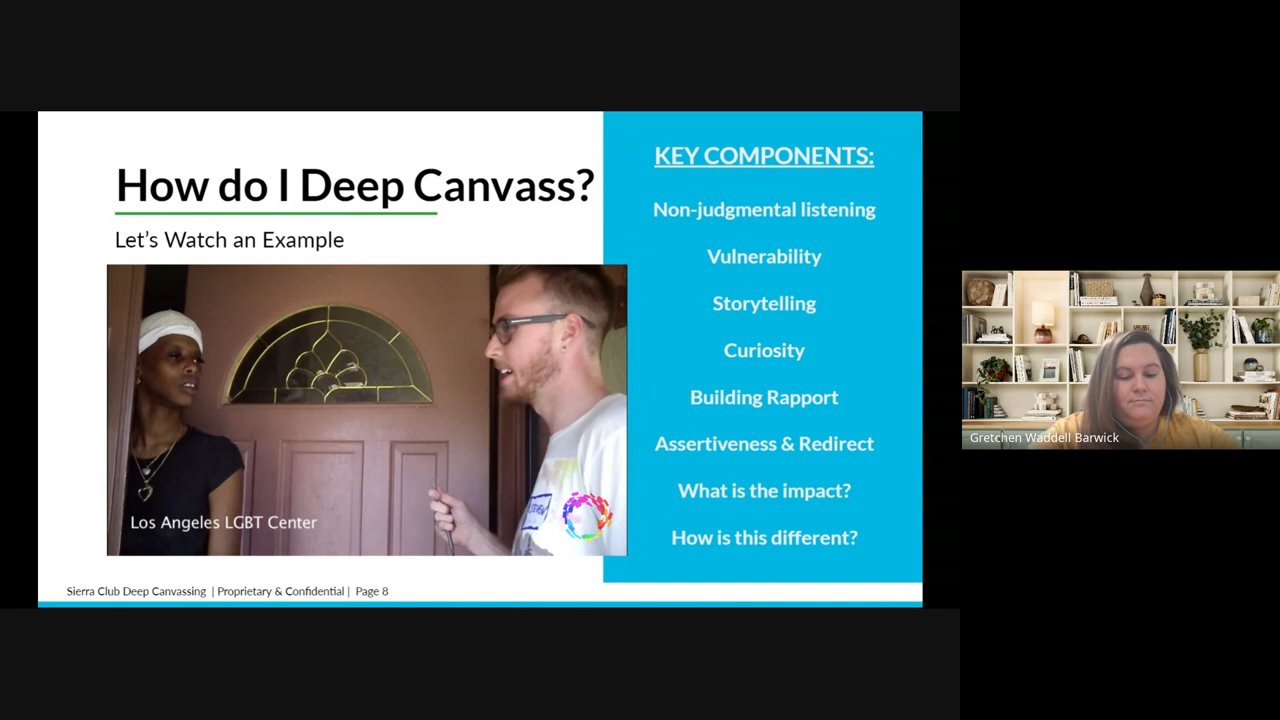 How do I Deep Canvass?
Let's Watch an Example
Los Angeles LGBT Center
KEY COMPONENTS:
Non-judgmental listening
Vulnerability
Storytelling
Curiosity
Building Rapport
Assertiveness & Redirect
What is the impact?
How is this different?
Sierra Club Deep Canvassing | Proprietary & Confidential | Page 8
Gretchen Waddell Barwick